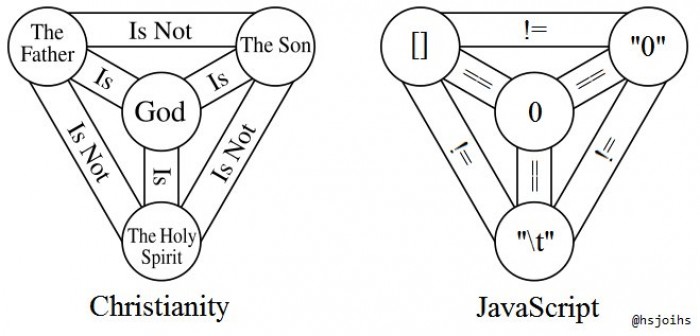 The
Father
Is Not
The Son
Is
Is
God
Is Not
Is
Is Not
The Holy
Spirit
Christianity
[]
!=
"0"
==
==
0
!=
==
!=
"\t"
JavaScript
@hsjoihs